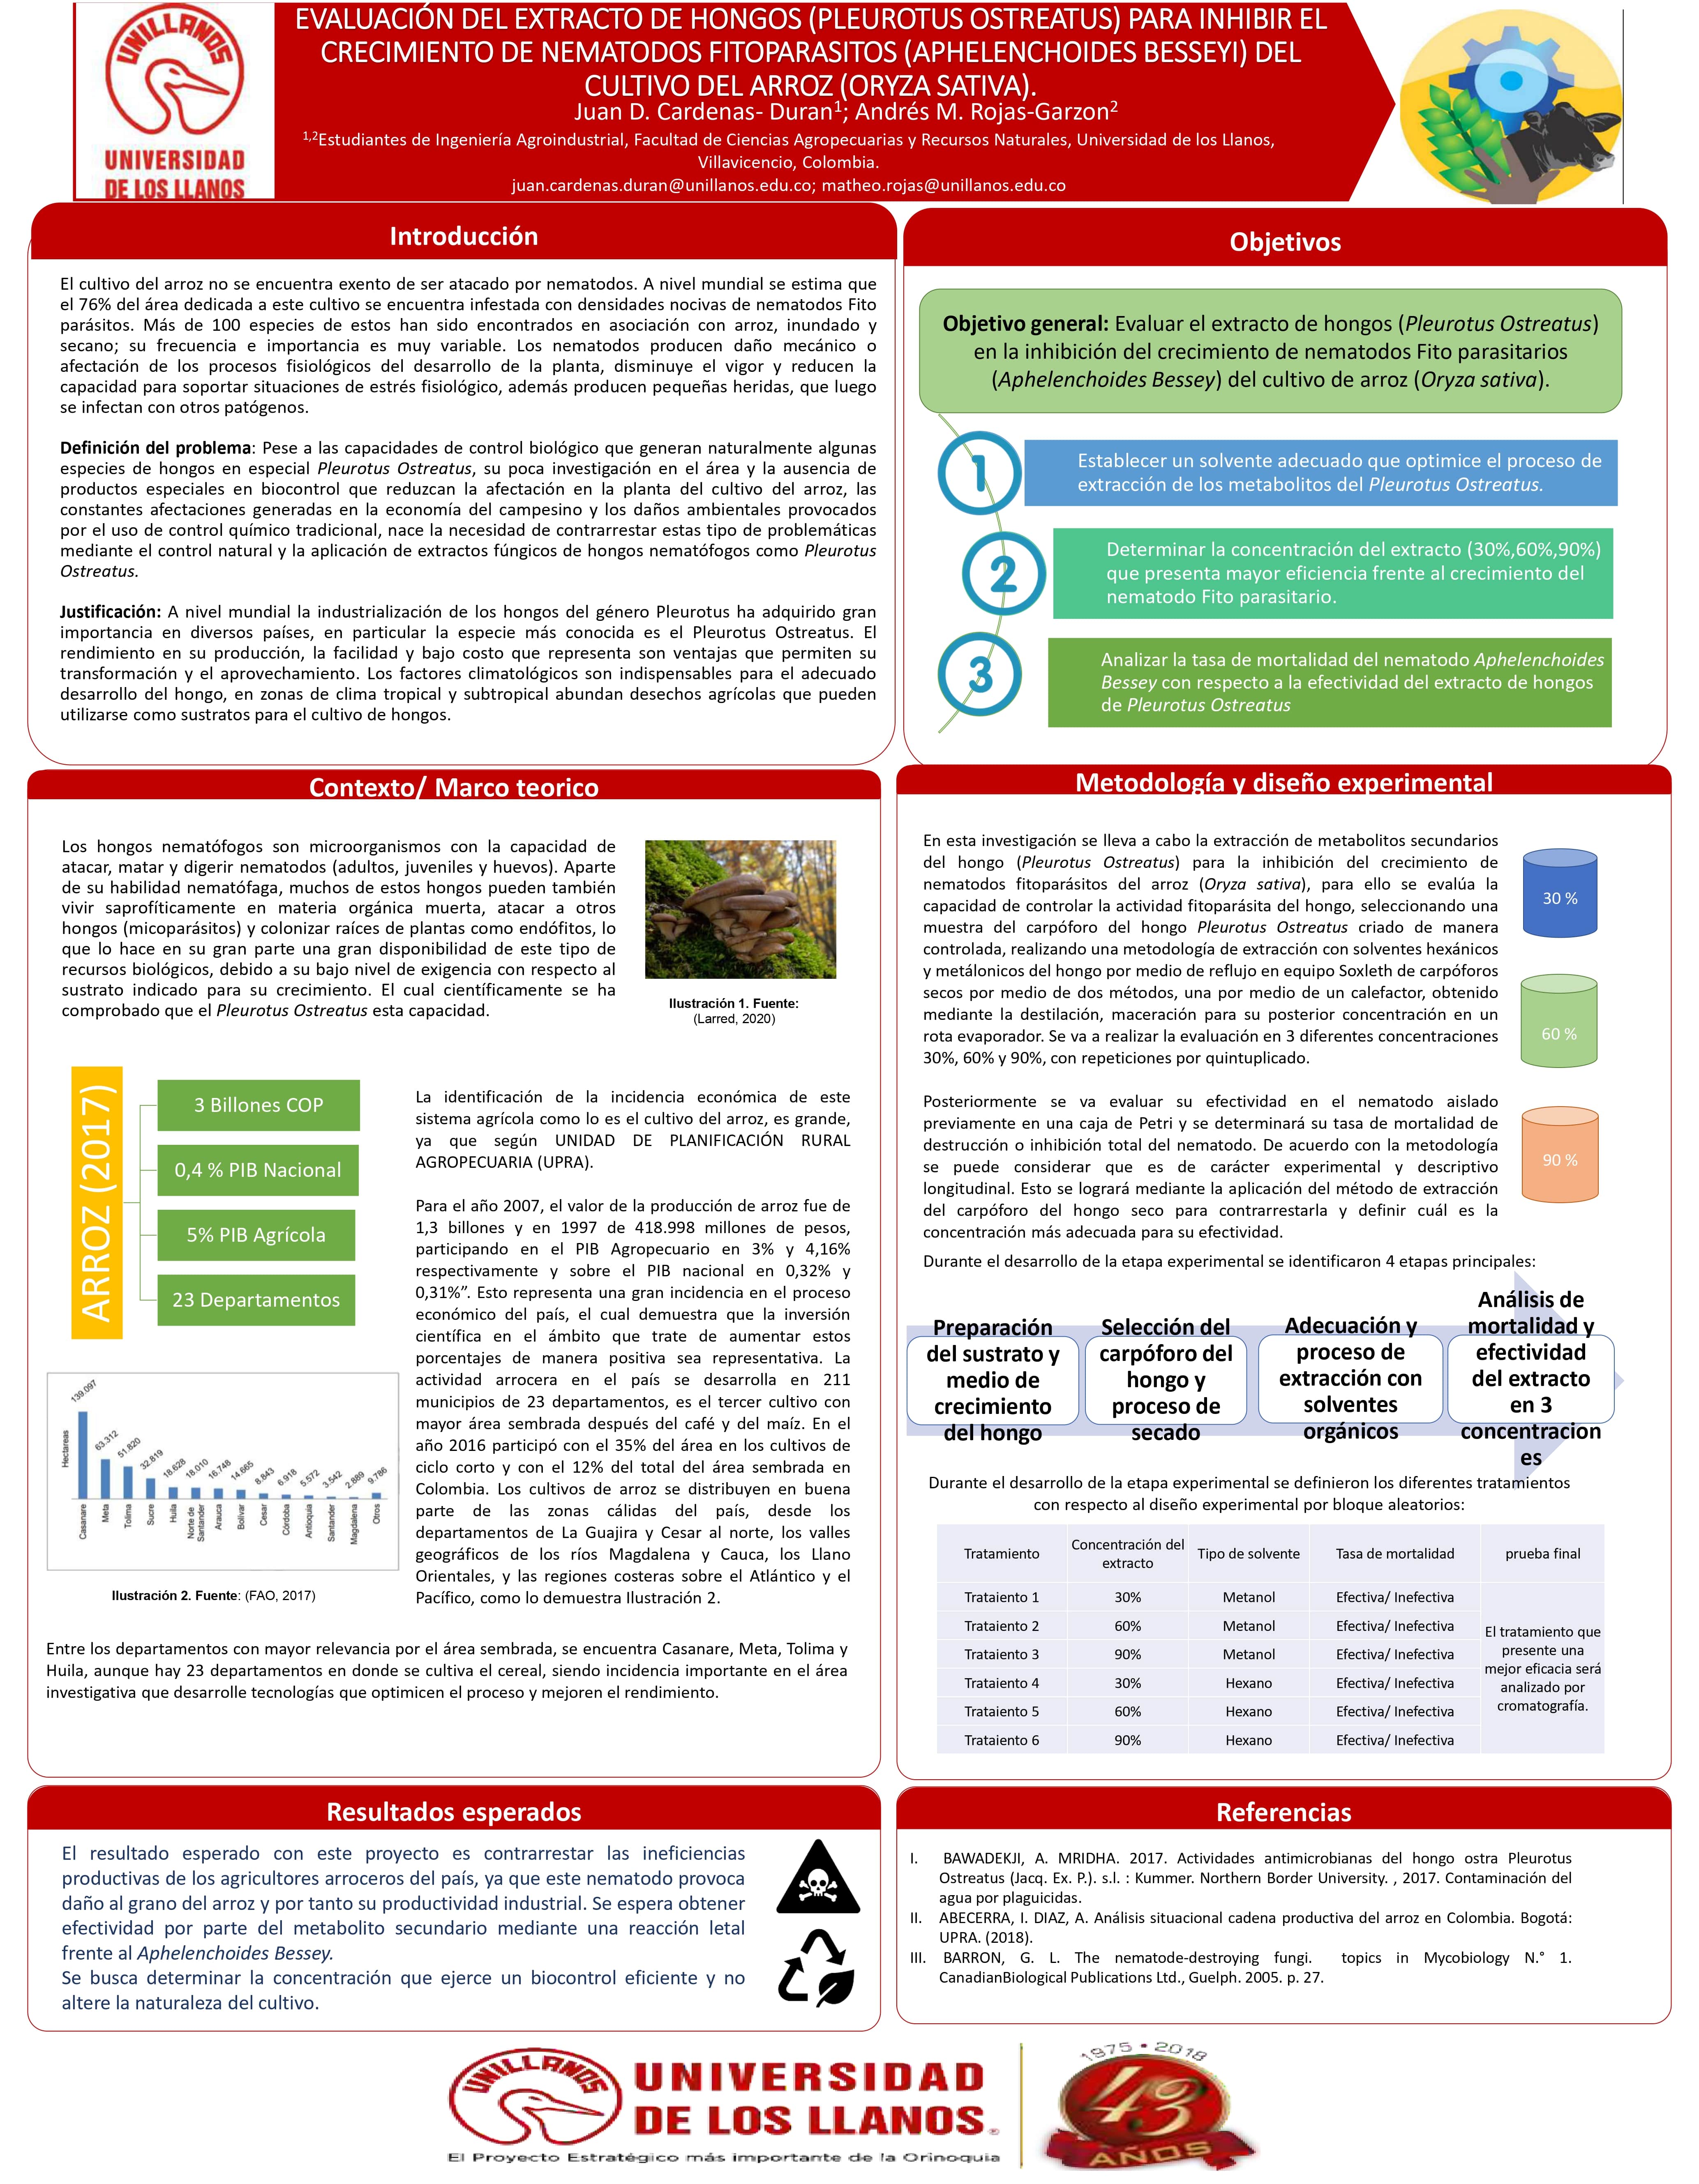 UNILLANOS
UNIVERSIDAD
DE LOS LLANOS
EVALUACIÓN DEL EXTRACTO DE HONGOS (PLEUROTUS OSTREATUS) PARA INHIBIR EL
CRECIMIENTO DE NEMATODOS FITOPARASITOS (APHELENCHOIDES BESSEYI) DEL
CULTIVO DEL ARROZ (ORYZA SATIVA).
Juan D. Cardenas- Duran1; Andrés M. Rojas-Garzon2
1,2Estudiantes de Ingeniería Agroindustrial, Facultad de Ciencias Agropecuarias y Recursos Naturales, Universidad de los Llanos,
Villavicencio, Colombia.
juan.cardenas.duran@unillanos.edu.co; matheo.rojas@unillanos.edu.co
Introducción
El cultivo del arroz no se encuentra exento de ser atacado por nematodos. A nivel mundial se estima que
el 76% del área dedicada a este cultivo se encuentra infestada con densidades nocivas de nematodos Fito
parásitos. Más de 100 especies de estos han sido encontrados en asociación con arroz, inundado y
secano; su frecuencia e importancia es muy variable. Los nematodos producen daño mecánico o
afectación de los procesos fisiológicos del desarrollo de la planta, disminuye el vigor y reducen la
capacidad para soportar situaciones de estrés fisiológico, además producen pequeñas heridas, que luego
se infectan con otros patógenos.
Definición del problema: Pese a las capacidades de control biológico que generan naturalmente algunas
especies de hongos en especial Pleurotus Ostreatus, su poca investigación en el área y la ausencia de
productos especiales en biocontrol que reduzcan la afectación en la planta del cultivo del arroz, las
constantes afectaciones generadas en la economía del campesino y los daños ambientales provocados
por el uso de control químico tradicional, nace la necesidad de contrarrestar estas tipo de problemáticas
mediante el control natural y la aplicación de extractos fúngicos de hongos nematófogos como Pleurotus
Ostreatus.
Justificación: A nivel mundial la industrialización de los hongos del género Pleurotus ha adquirido gran
importancia en diversos países, en particular la especie más conocida es el Pleurotus Ostreatus. El
rendimiento en su producción, la facilidad y bajo costo que representa son ventajas que permiten su
transformación y el aprovechamiento. Los factores climatológicos son indispensables para el adecuado
desarrollo del hongo, en zonas de clima tropical y subtropical abundan desechos agrícolas que pueden
utilizarse como sustratos para el cultivo de hongos.
Objetivos
Objetivo general: Evaluar el extracto de hongos (Pleurotus Ostreatus)
en la inhibición del crecimiento de nematodos Fito parasitarios
(Aphelenchoides Bessey) del cultivo de arroz (Oryza sativa).
1
Establecer un solvente adecuado que optimice el proceso de
extracción de los metabolitos del Pleurotus Ostreatus.
2
Determinar la concentración del extracto (30%,60%,90%)
que presenta mayor eficiencia frente al crecimiento del
nematodo Fito parasitario.
3
Analizar la tasa de mortalidad del nematodo Aphelenchoides
Bessey con respecto a la efectividad del extracto de hongos
de Pleurotus Ostreatus
Contexto/ Marco teorico
Los hongos nematófogos son microorganismos con la capacidad de
atacar, matar y digerir nematodos (adultos, juveniles y huevos). Aparte
de su habilidad nematófaga, muchos de estos hongos pueden también
vivir saprofíticamente en materia orgánica muerta, atacar a otros
hongos (micoparásitos) y colonizar raíces de plantas como endófitos, lo
que lo hace en su gran parte una gran disponibilidad de este tipo de
recursos biológicos, debido a su bajo nivel de exigencia con respecto al
sustrato indicado para su crecimiento. El cual científicamente se ha
comprobado que el Pleurotus Ostreatus esta capacidad.
Ilustración 1. Fuente:
(Larred, 2020)
ARROZ (2017)
3 Billones COP
0,4 % PIB Nacional
5% PIB Agrícola
23 Departamentos
La identificación de la incidencia económica de este
sistema agrícola como lo es el cultivo del arroz, es grande,
ya que según UNIDAD DE PLANIFICACIÓN RURAL
AGROPECUARIA (UPRA).
Para el año 2007, el valor de la producción de arroz fue de
1,3 billones y en 1997 de 418.998 millones de pesos,
participando en el PIB Agropecuario en 3% y 4,16%
respectivamente y sobre el PIB nacional en 0,32% y
0,31%”. Esto representa una gran incidencia en el proceso
económico del país, el cual demuestra que la inversión
científica en el ámbito que trate de aumentar estos
porcentajes de manera positiva sea representativa. La
actividad arrocera en el país se desarrolla en 211
municipios de 23 departamentos, es el tercer cultivo con
mayor área sembrada después del café y del maíz. En el
año 2016 participó con el 35% del área en los cultivos de
ciclo corto y con el 12% del total del área sembrada en
Colombia. Los cultivos de arroz se distribuyen en buena
parte de las zonas cálidas del país, desde los
departamentos de La Guajira y Cesar al norte, los valles
geográficos de los ríos Magdalena y Cauca, los Llano
Orientales, y las regiones costeras sobre el Atlántico y el
Pacífico, como lo demuestra Ilustración 2.
Hectareas
139.097 63.312 51.820 32.819 18.628 18.010 16.748 14.665 8.843 6.918 5.572 3.542 2.889 9.786
Casanare Meta Tolima Sucre Huila Norte de Santander Arauca Bolívar Cesar Córdoba Antioquia Santander Magdalena Otros
Ilustración 2. Fuente: (FAO, 2017)
Entre los departamentos con mayor relevancia por el área sembrada, se encuentra Casanare, Meta, Tolima y
Huila, aunque hay 23 departamentos en donde se cultiva el cereal, siendo incidencia importante en el área
investigativa que desarrolle tecnologías que optimicen el proceso y mejoren el rendimiento.
Metodología y diseño experimental
En esta investigación se lleva a cabo la extracción de metabolitos secundarios
del hongo (Pleurotus Ostreatus) para la inhibición del crecimiento de
nematodos fitoparásitos del arroz (Oryza sativa), para ello se evalúa la
capacidad de controlar la actividad fitoparásita del hongo, seleccionando una
muestra del carpóforo del hongo Pleurotus Ostreatus criado de manera
controlada, realizando una metodología de extracción con solventes hexánicos
y metálonicos del hongo por medio de reflujo en equipo Soxleth de carpóforos
secos por medio de dos métodos, una por medio de un calefactor, obtenido
mediante la destilación, maceración para su posterior concentración en un
rota evaporador. Se va a realizar la evaluación en 3 diferentes concentraciones
30%, 60% y 90%, con repeticiones por quintuplicado.
30 %
60 %
90 %
Posteriormente se va evaluar su efectividad en el nematodo aislado
previamente en una caja de Petri y se determinará su tasa de mortalidad de
destrucción o inhibición total del nematodo. De acuerdo con la metodología
se puede considerar que es de carácter experimental y descriptivo
longitudinal. Esto se logrará mediante la aplicación del método de extracción
del carpóforo del hongo seco para contrarrestarla y definir cuál es la
concentración más adecuada para su efectividad.
Durante el desarrollo de la etapa experimental se identificaron 4 etapas principales:
Preparación
del sustrato y
medio de
crecimiento
del hongo
Selección del
carpóforo del
hongo y
proceso de
secado
Adecuación y
proceso de
extracción con
solventes
orgánicos
Análisis de
mortalidad y
efectividad
del extracto
en 3
concentracion
es
Durante el desarrollo de la etapa experimental se definieron los diferentes tratamientos
con respecto al diseño experimental por bloque aleatorios:
Tratamiento Concentración del extracto Tipo de solvente Tasa de mortalidad prueba final
Trataiento 1 30% Metanol Efectiva/ Inefectiva
Trataiento 2 60% Metanol Efectiva/ Inefectiva
Trataiento 3 90% Metanol Efectiva/ Inefectiva
Trataiento 4 30% Hexano Efectiva/ Inefectiva
Trataiento 5 60% Hexano Efectiva/ Inefectiva
Trataiento 6 90% Hexano Efectiva/ Inefectiva
El tratamiento que
presente una
mejor eficacia será
analizado por
cromatografía.
Resultados esperados
El resultado esperado con este proyecto es contrarrestar las ineficiencias
productivas de los agricultores arroceros del país, ya que este nematodo provoca
daño al grano del arroz y por tanto su productividad industrial. Se espera obtener
efectividad por parte del metabolito secundario mediante una reacción letal
frente al Aphelenchoides Bessey.
Se busca determinar la concentración que ejerce un biocontrol eficiente y no
altere la naturaleza del cultivo.
Referencias
I. BAWADEKJI, A. MRIDHA. 2017. Actividades antimicrobianas del hongo ostra Pleurotus
Ostreatus (Jacq. Ex. P.). s.l. : Kummer. Northern Border University. , 2017. Contaminación del
agua por plaguicidas.
II. ABECERRA, I. DIAZ, A. Análisis situacional cadena productiva del arroz en Colombia. Bogotá:
UPRA. (2018).
III. BARRON, G. L. The nematode-destroying fungi. topics in Mycobiology N.° 1.
CanadianBiological Publications Ltd., Guelph. 2005. p. 27.
UNILLANOS
UNIVERSIDAD
DE LOS LLANOS®
El Proyecto Estratégico más importante de la Orinoquia
1975 • 2018
43
AÑOS